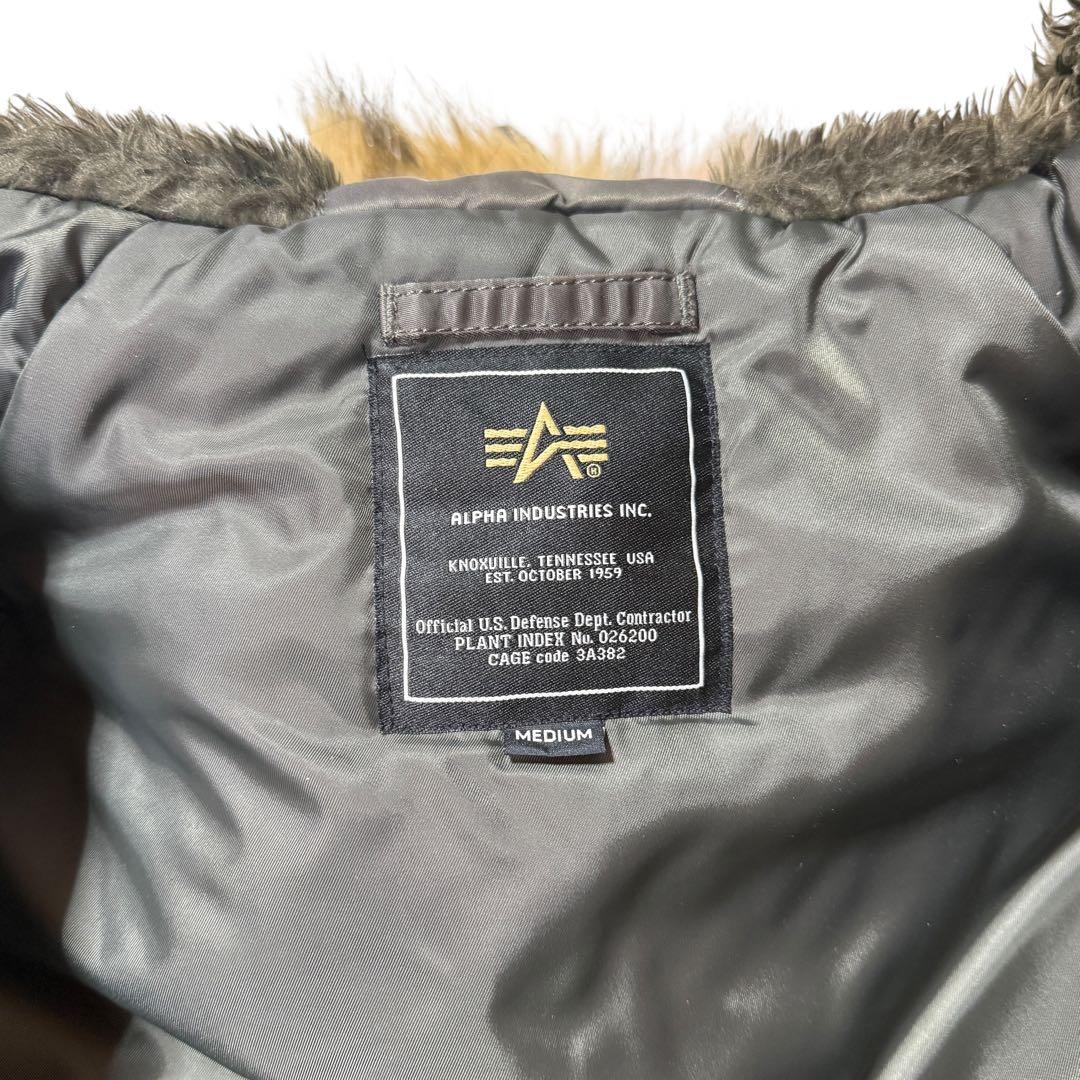 ®
ALPHA INDUSTRIES INC.
KNOXVILLE, TENNESSEE USA
EST. OCTOBER 1959
Official U.S. Defense Dept. Contractor
PLANT INDEX No. 026200
CAGE code 3A382
MEDIUM